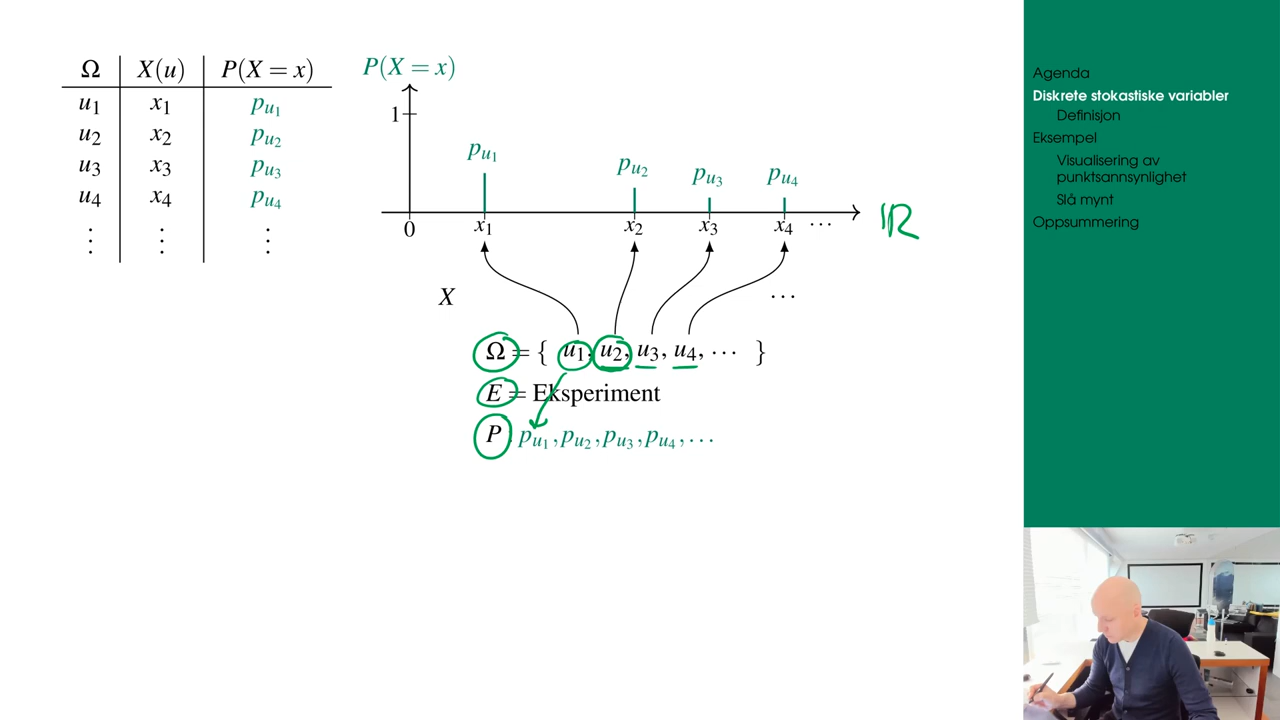 Ω X(u) P(X = x)
u₁ x₁ pᵤ₁
u₂ x₂ pᵤ₂
u₃ x₃ pᵤ₃
u₄ x₄ pᵤ₄
⋮ ⋮ ⋮
P(X = x)
1
pᵤ₁ pᵤ₂ pᵤ₃ pᵤ₄
0 x₁ x₂ x₃ x₄ ⋯
ℝ
X ⋯
Ω = { u₁, u₂, u₃, u₄, ⋯ }
E = Eksperiment
P: pᵤ₁, pᵤ₂, pᵤ₃, pᵤ₄, ⋯
Agenda
Diskrete stokastiske variabler
Definisjon
Eksempel
Visualisering av
punktsannsynlighet
Slå mynt
Oppsummering